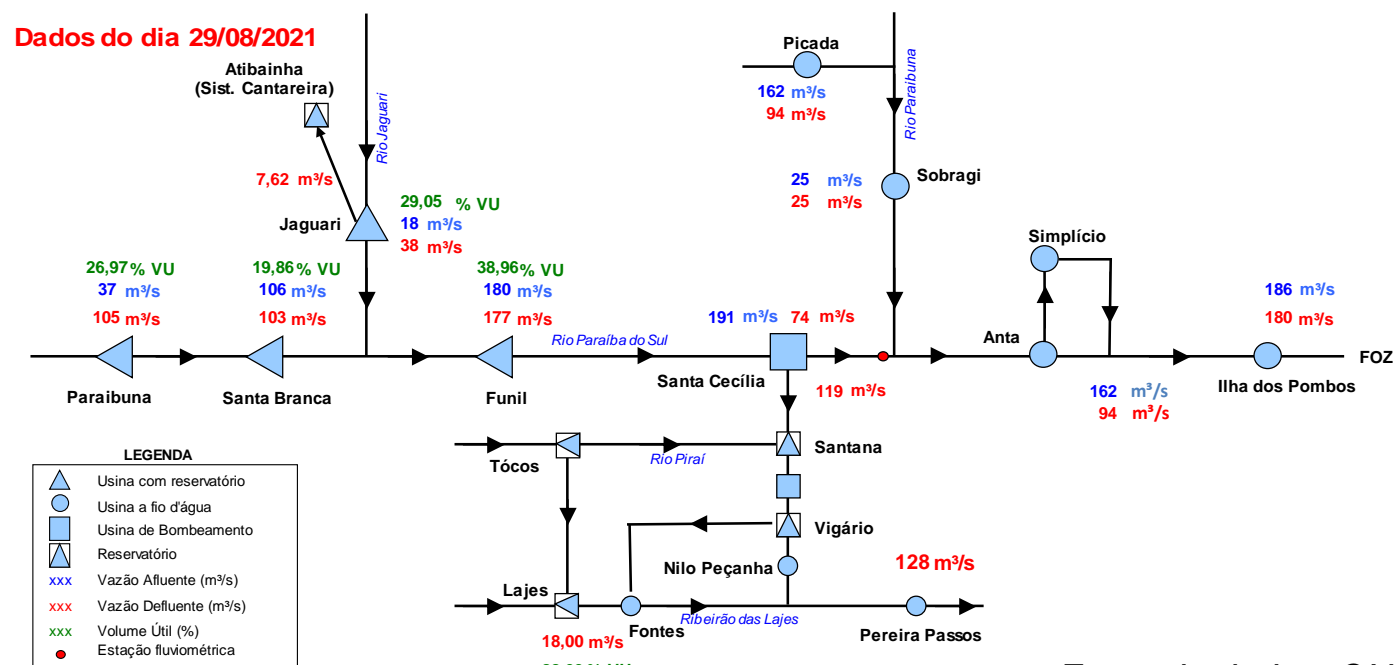 Dados do dia 29/08/2021
Atibainha
(Sist. Cantareira)
Rio Jaguari
7,62 m³/s
Jaguari
29,05 % VU
18 m³/s
38 m³/s
Picada
162 m³/s
94 m³/s
Rio Paraibuna
25 m³/s
25 m³/s
Sobragi
Simplício
26,97% VU
37 m³/s
105 m³/s
19,86% VU
106 m³/s
103 m³/s
38,96% VU
180 m³/s
177 m³/s
Rio Paraíba do Sul
191 m³/s 74 m³/s
Anta
186 m³/s
180 m³/s
FOZ
Paraibuna
Santa Branca
Funil
Santa Cecília
119 m³/s
162 m³/s
94 m³/s
Ilha dos Pombos
Tócos
Rio Piraí
Santana
Vigário
Nilo Peçanha
128 m³/s
Lajes
Fontes
Ribeirão das Lajes
Pereira Passos
18,00 m³/s
LEGENDA
Usina com reservatório
Usina a fio d'água
Usina de Bombeamento
Reservatório
xxx Vazão Afluente (m³/s)
xxx Vazão Defluente (m³/s)
xxx Volume Útil (%)
Estação fluviométrica